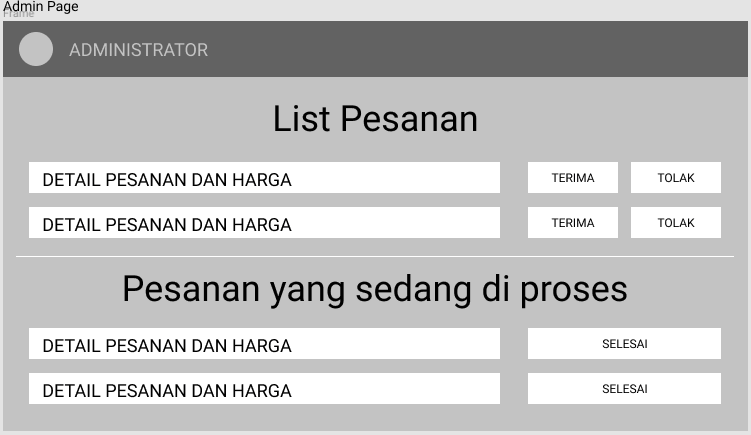 Admin Page
Frame
ADMINISTRATOR
List Pesanan
DETAIL PESANAN DAN HARGA TERIMA TOLAK
DETAIL PESANAN DAN HARGA TERIMA TOLAK
Pesanan yang sedang di proses
DETAIL PESANAN DAN HARGA SELESAI
DETAIL PESANAN DAN HARGA SELESAI